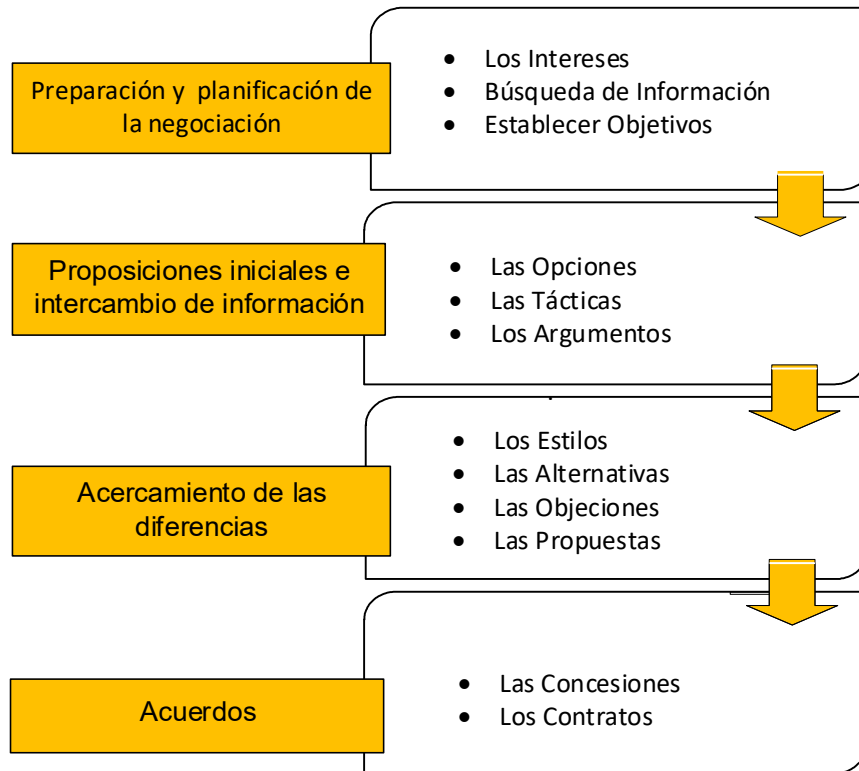 Preparación y planificación de
la negociación
• Los Intereses
• Búsqueda de Información
• Establecer Objetivos
Proposiciones iniciales e
intercambio de información
• Las Opciones
• Las Tácticas
• Los Argumentos
Acercamiento de las
diferencias
• Los Estilos
• Las Alternativas
• Las Objeciones
• Las Propuestas
Acuerdos
• Las Concesiones
• Los Contratos